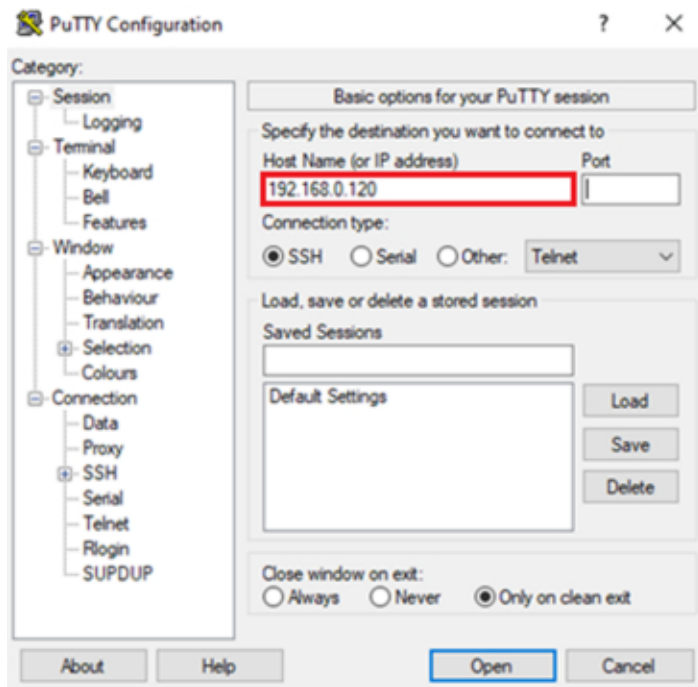 PuTTY Configuration
? ×
Category:
Session
Logging
Terminal
Keyboard
Bell
Features
Window
Appearance
Behaviour
Translation
Selection
Colours
Connection
Data
Proxy
SSH
Serial
Telnet
Rlogin
SUPDUP
Basic options for your PuTTY session
Specify the destination you want to connect to
Host Name (or IP address) Port
192.168.0.120
Connection type:
SSH Serial Other: Telnet
Load, save or delete a stored session
Saved Sessions
Default Settings
Load
Save
Delete
Close window on exit:
Always Never Only on clean exit
About Help Open Cancel